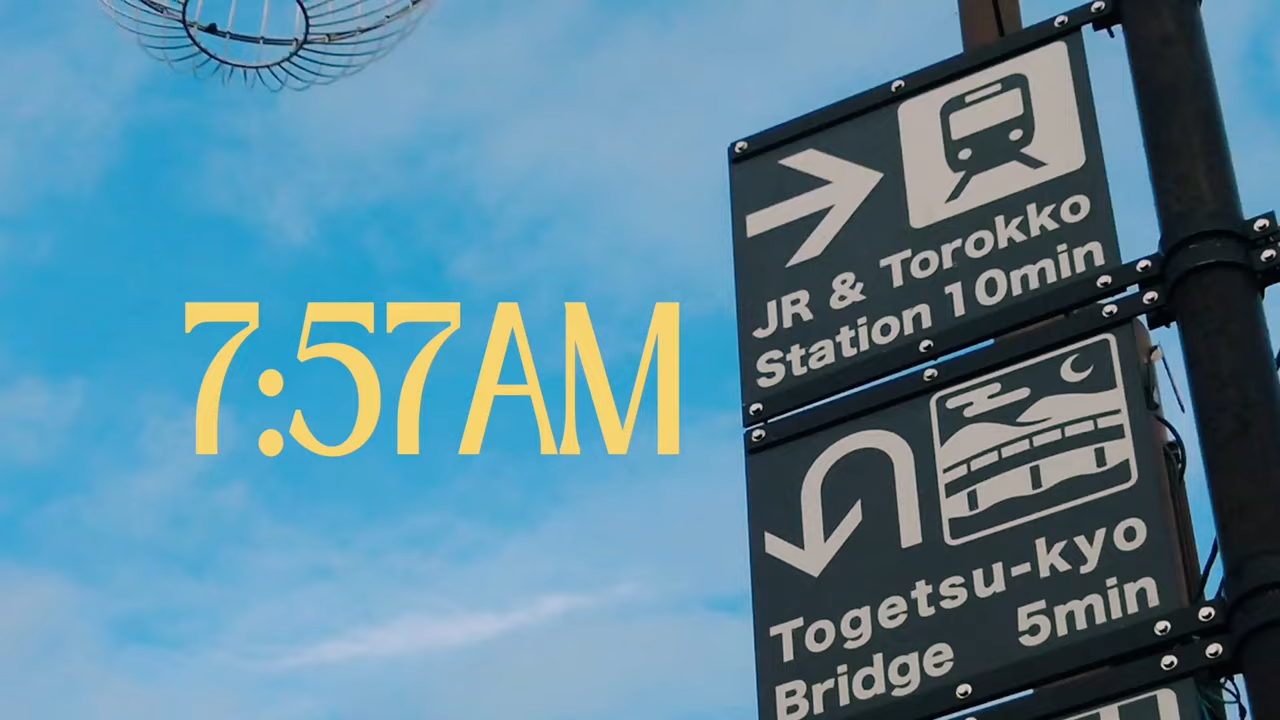 7:57AM
JR & Torokko
Station 10min
Togetsu-kyo
Bridge 5min